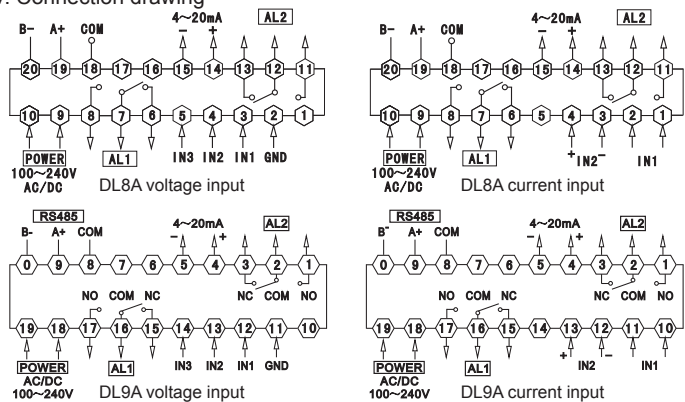 Connection drawing
4～20mA AL2 4～20mA AL2
B- A+ COM - + B- A+ COM - +
20 19 18 17 16 15 14 13 12 11 20 19 18 17 16 15 14 13 12 11
10 9 8 7 6 5 4 3 2 1 10 9 8 7 6 5 4 3 2 1
POWER AL1 IN3 IN2 IN1 GND POWER AL1 + IN2 - IN1
100～240V 100～240V
AC/DC DL8A voltage input AC/DC DL8A current input
RS485 RS485
B- A+ COM 4～20mA AL2 B- A+ COM 4～20mA AL2
- + - +
0 9 8 7 6 5 4 3 2 1 0 9 8 7 6 5 4 3 2 1
NO COM NC NC COM NO NO COM NC NC COM NO
19 18 17 16 15 14 13 12 11 10 19 18 17 16 15 14 13 12 11 10
POWER AL1 IN3 IN2 IN1 GND POWER AL1 + IN2 - IN1
AC/DC AC/DC
100～240V DL9A voltage input 100～240V DL9A current input